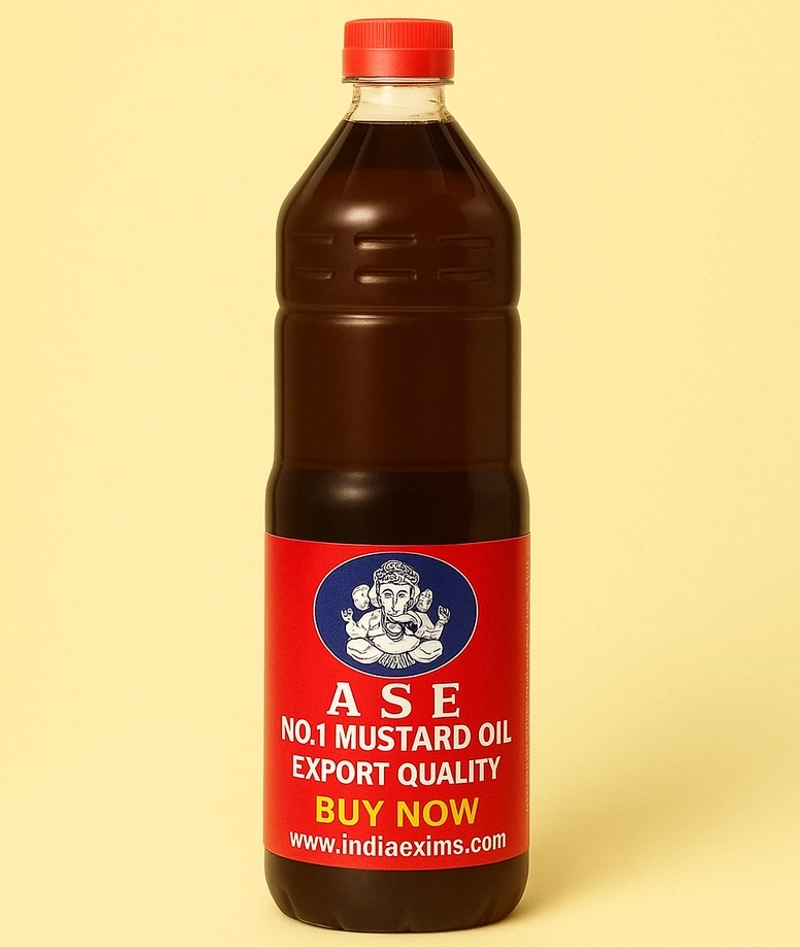 A S E
NO.1 MUSTARD OIL
EXPORT QUALITY
BUY NOW
www.indiaexims.com